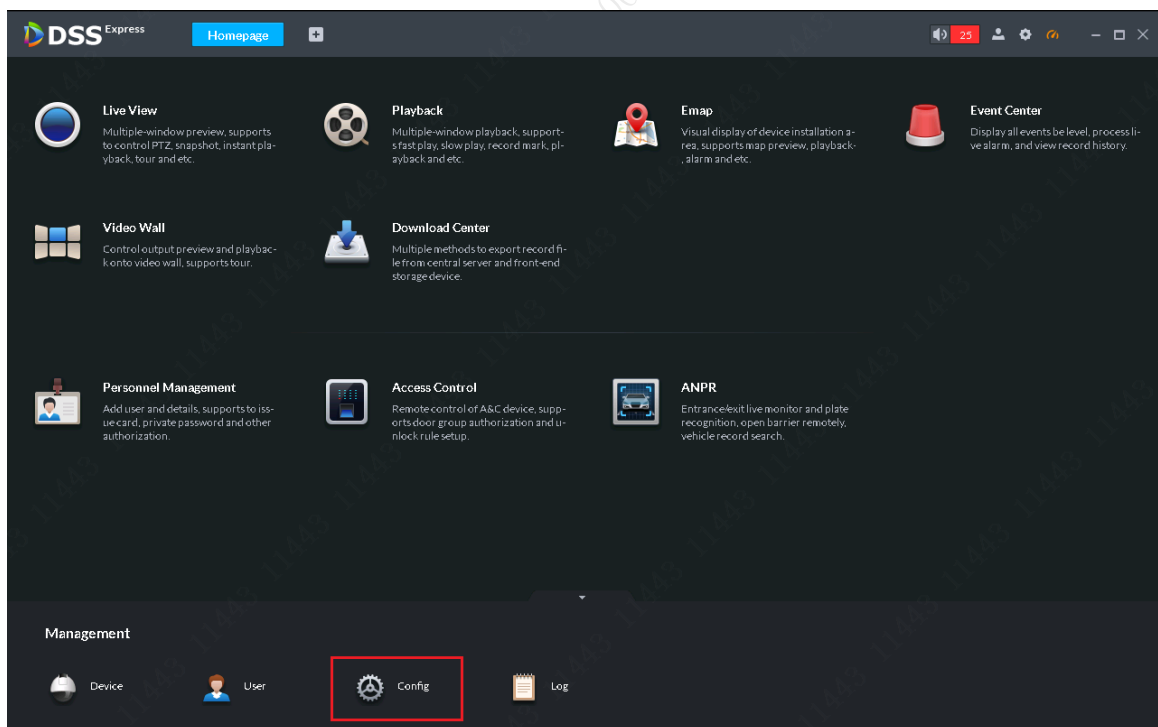 DSS Express
Homepage
25
Live View
Multiple-window preview, supports
to control PTZ, snapshot, instant pla-
yback, tour and etc.
Playback
Multiple-window playback, support-
s fast play, slow play, record mark, pl-
ayback and etc.
Emap
Visual display of device installation a-
rea, supports map preview, playback-
, alarm and etc.
Event Center
Display all events be level, process li-
ve alarm, and view record history.
Video Wall
Control output preview and playbac-
k onto video wall, supports tour.
Download Center
Multiple methods to export record fi-
le from central server and front-end
storage device.
Personnel Management
Add user and details, supports to iss-
ue card, private password and other
authorization.
Access Control
Remote control of A&C device, supp-
orts door group authorization and u-
nlock rule setup.
ANPR
Entrance/exit live monitor and plate
recognition, open barrier remotely,
vehicle record search.
Management
Device
User
Config
Log